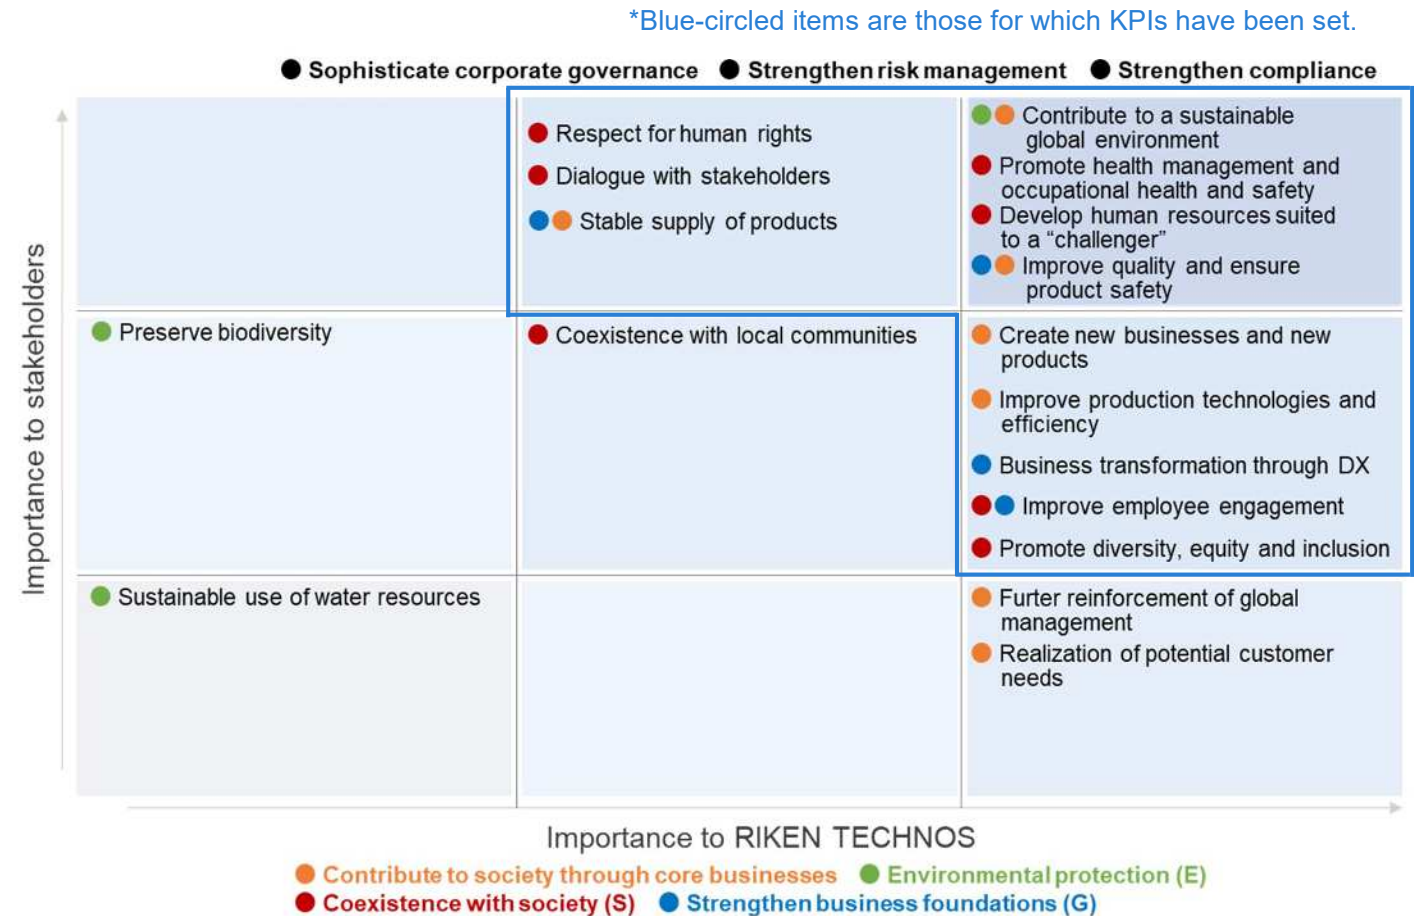 *Blue-circled items are those for which KPIs have been set.
Sophisticate corporate governance Strengthen risk management Strengthen compliance
Respect for human rights
Dialogue with stakeholders
Stable supply of products
Contribute to a sustainable
global environment
Promote health management and
occupational health and safety
Develop human resources suited
to a “challenger”
Improve quality and ensure
product safety
Preserve biodiversity
Coexistence with local communities
Create new businesses and new
products
Improve production technologies and
efficiency
Business transformation through DX
Improve employee engagement
Promote diversity, equity and inclusion
Sustainable use of water resources
Furter reinforcement of global
management
Realization of potential customer
needs
Importance to stakeholders
Importance to RIKEN TECHNOS
Contribute to society through core businesses Environmental protection (E)
Coexistence with society (S) Strengthen business foundations (G)